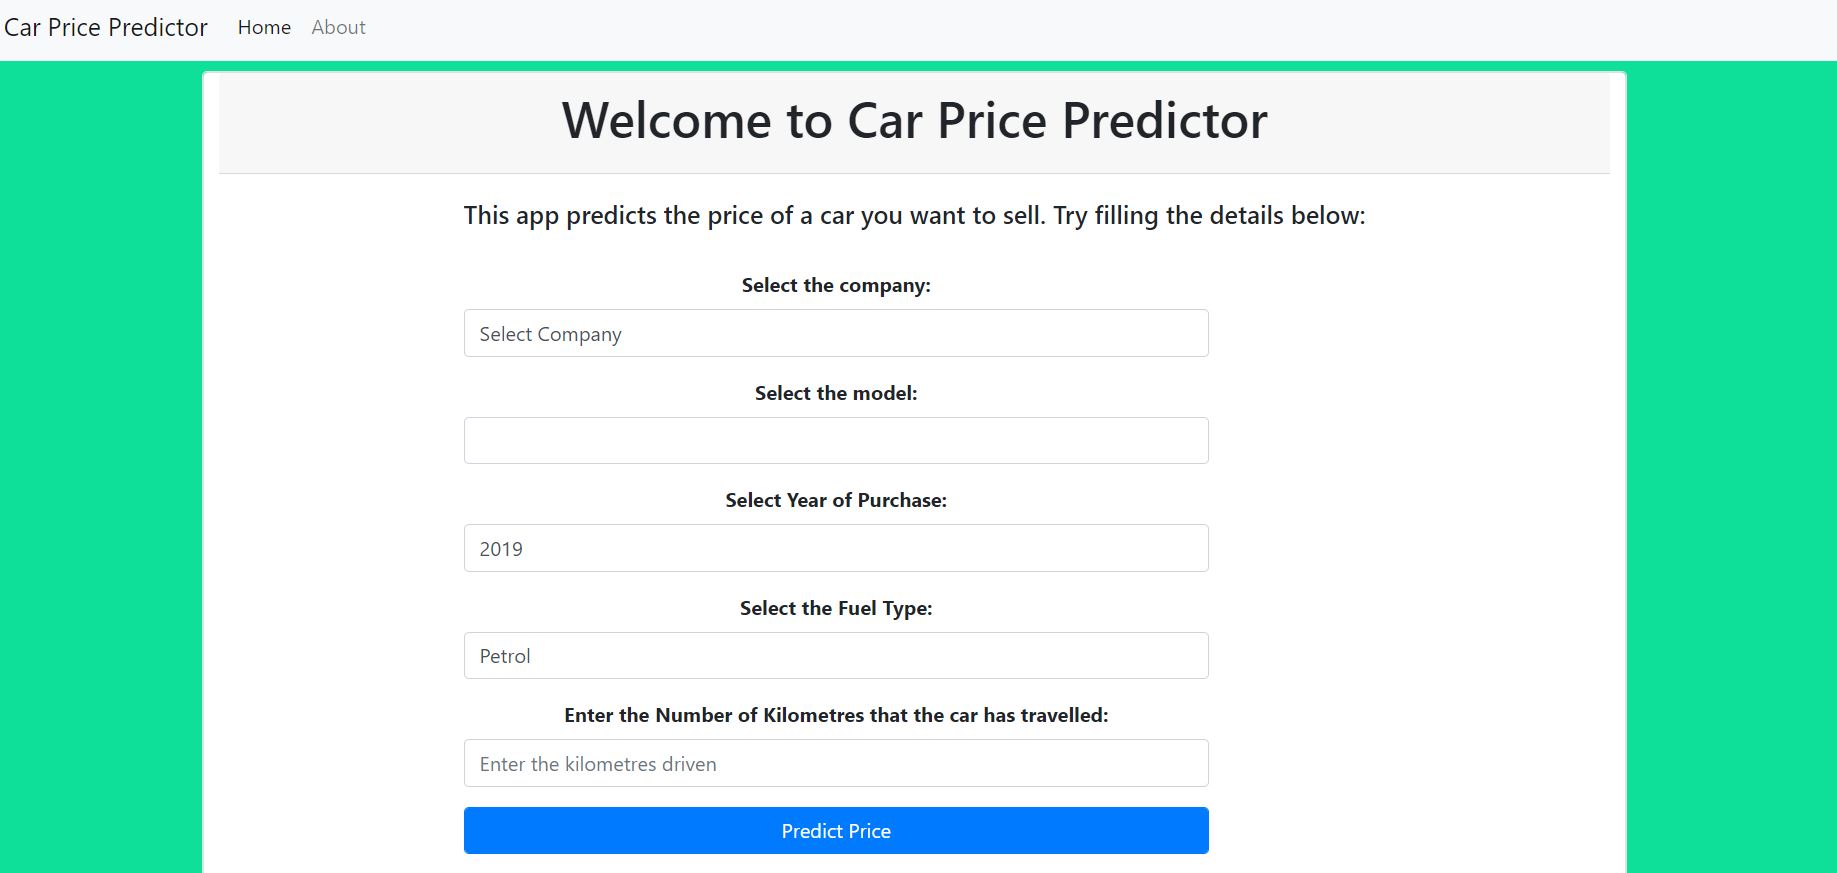 Car Price Predictor Home About
Welcome to Car Price Predictor
This app predicts the price of a car you want to sell. Try filling the details below:
Select the company:
Select Company
Select the model:
Select Year of Purchase:
2019
Select the Fuel Type:
Petrol
Enter the Number of Kilometres that the car has travelled:
Enter the kilometres driven
Predict Price